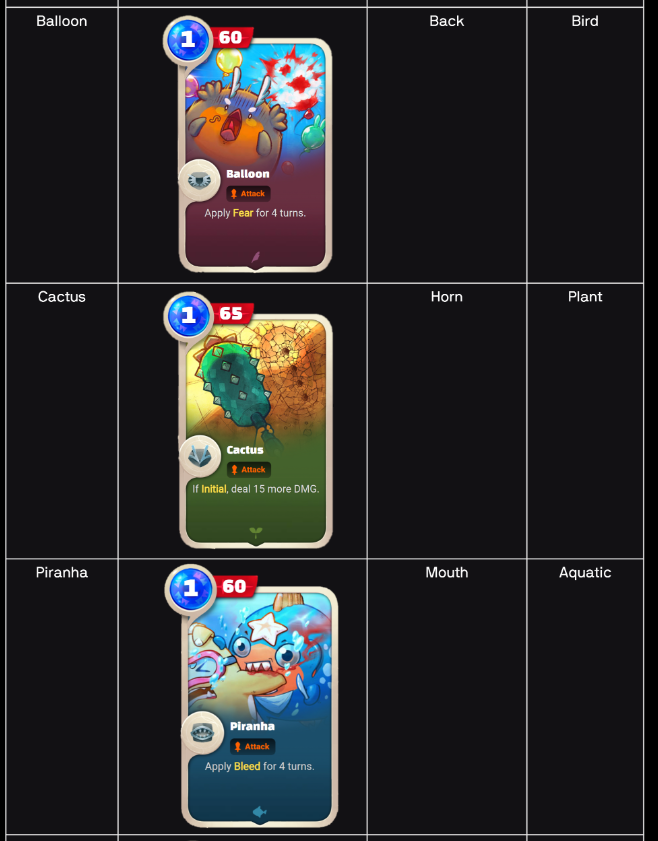 Balloon
1
60
Balloon
Attack
Apply Fear for 4 turns.
Back
Bird
Cactus
1
65
Cactus
Attack
If Initial, deal 15 more DMG.
Horn
Plant
Piranha
1
60
Piranha
Attack
Apply Bleed for 4 turns.
Mouth
Aquatic